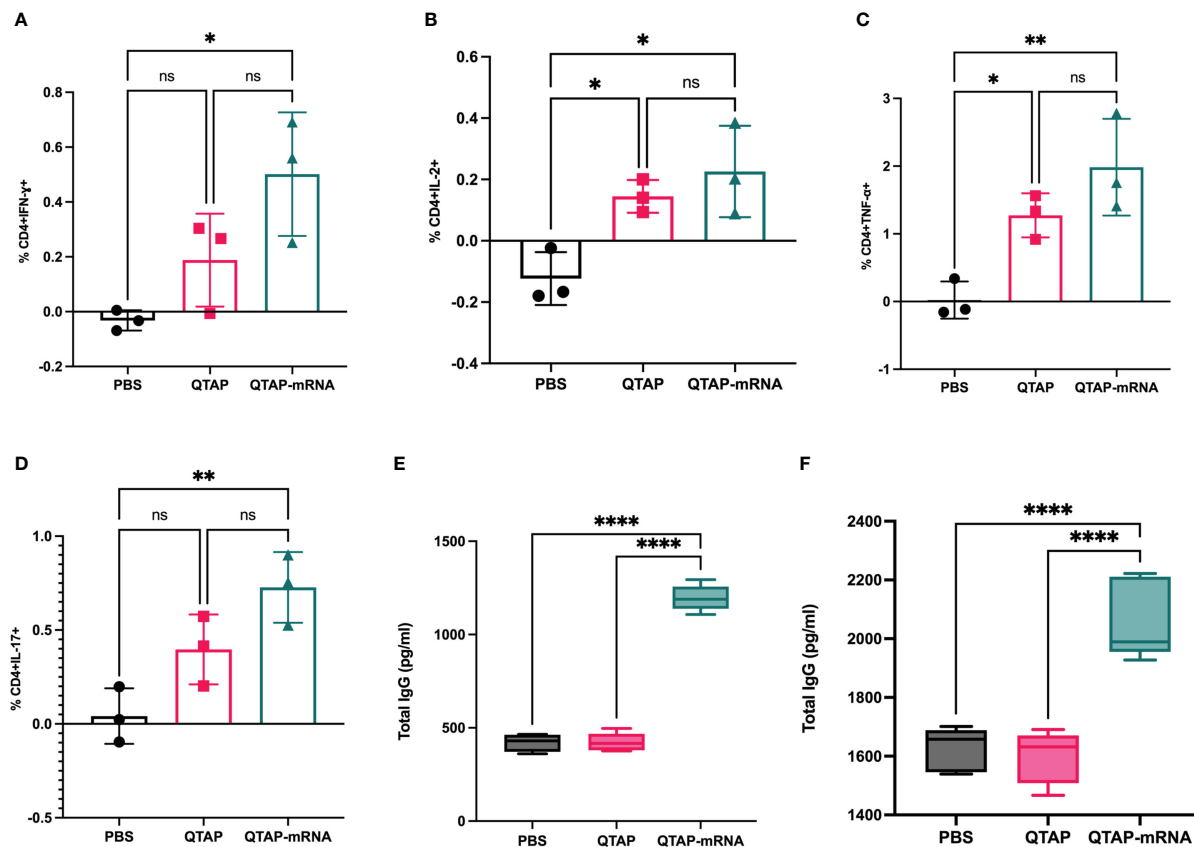 A
*
ns
ns
% CD4+IFN-ɣ+
0.8
0.6
0.4
0.2
0.0
-0.2
PBS
QTAP
QTAP-mRNA
B
*
*
ns
% CD4+IL-2+
0.6
0.4
0.2
0.0
-0.2
-0.4
PBS
QTAP
QTAP-mRNA
C
**
*
ns
% CD4+TNF-α+
3
2
1
0
-1
PBS
QTAP
QTAP-mRNA
D
**
ns
ns
% CD4+IL-17+
1.0
0.5
0.0
-0.5
PBS
QTAP
QTAP-mRNA
E
****
****
Total IgG (pg/ml)
1500
1000
500
0
PBS
QTAP
QTAP-mRNA
F
****
****
Total IgG (pg/ml)
2400
2200
2000
1800
1600
1400
PBS
QTAP
QTAP-mRNA